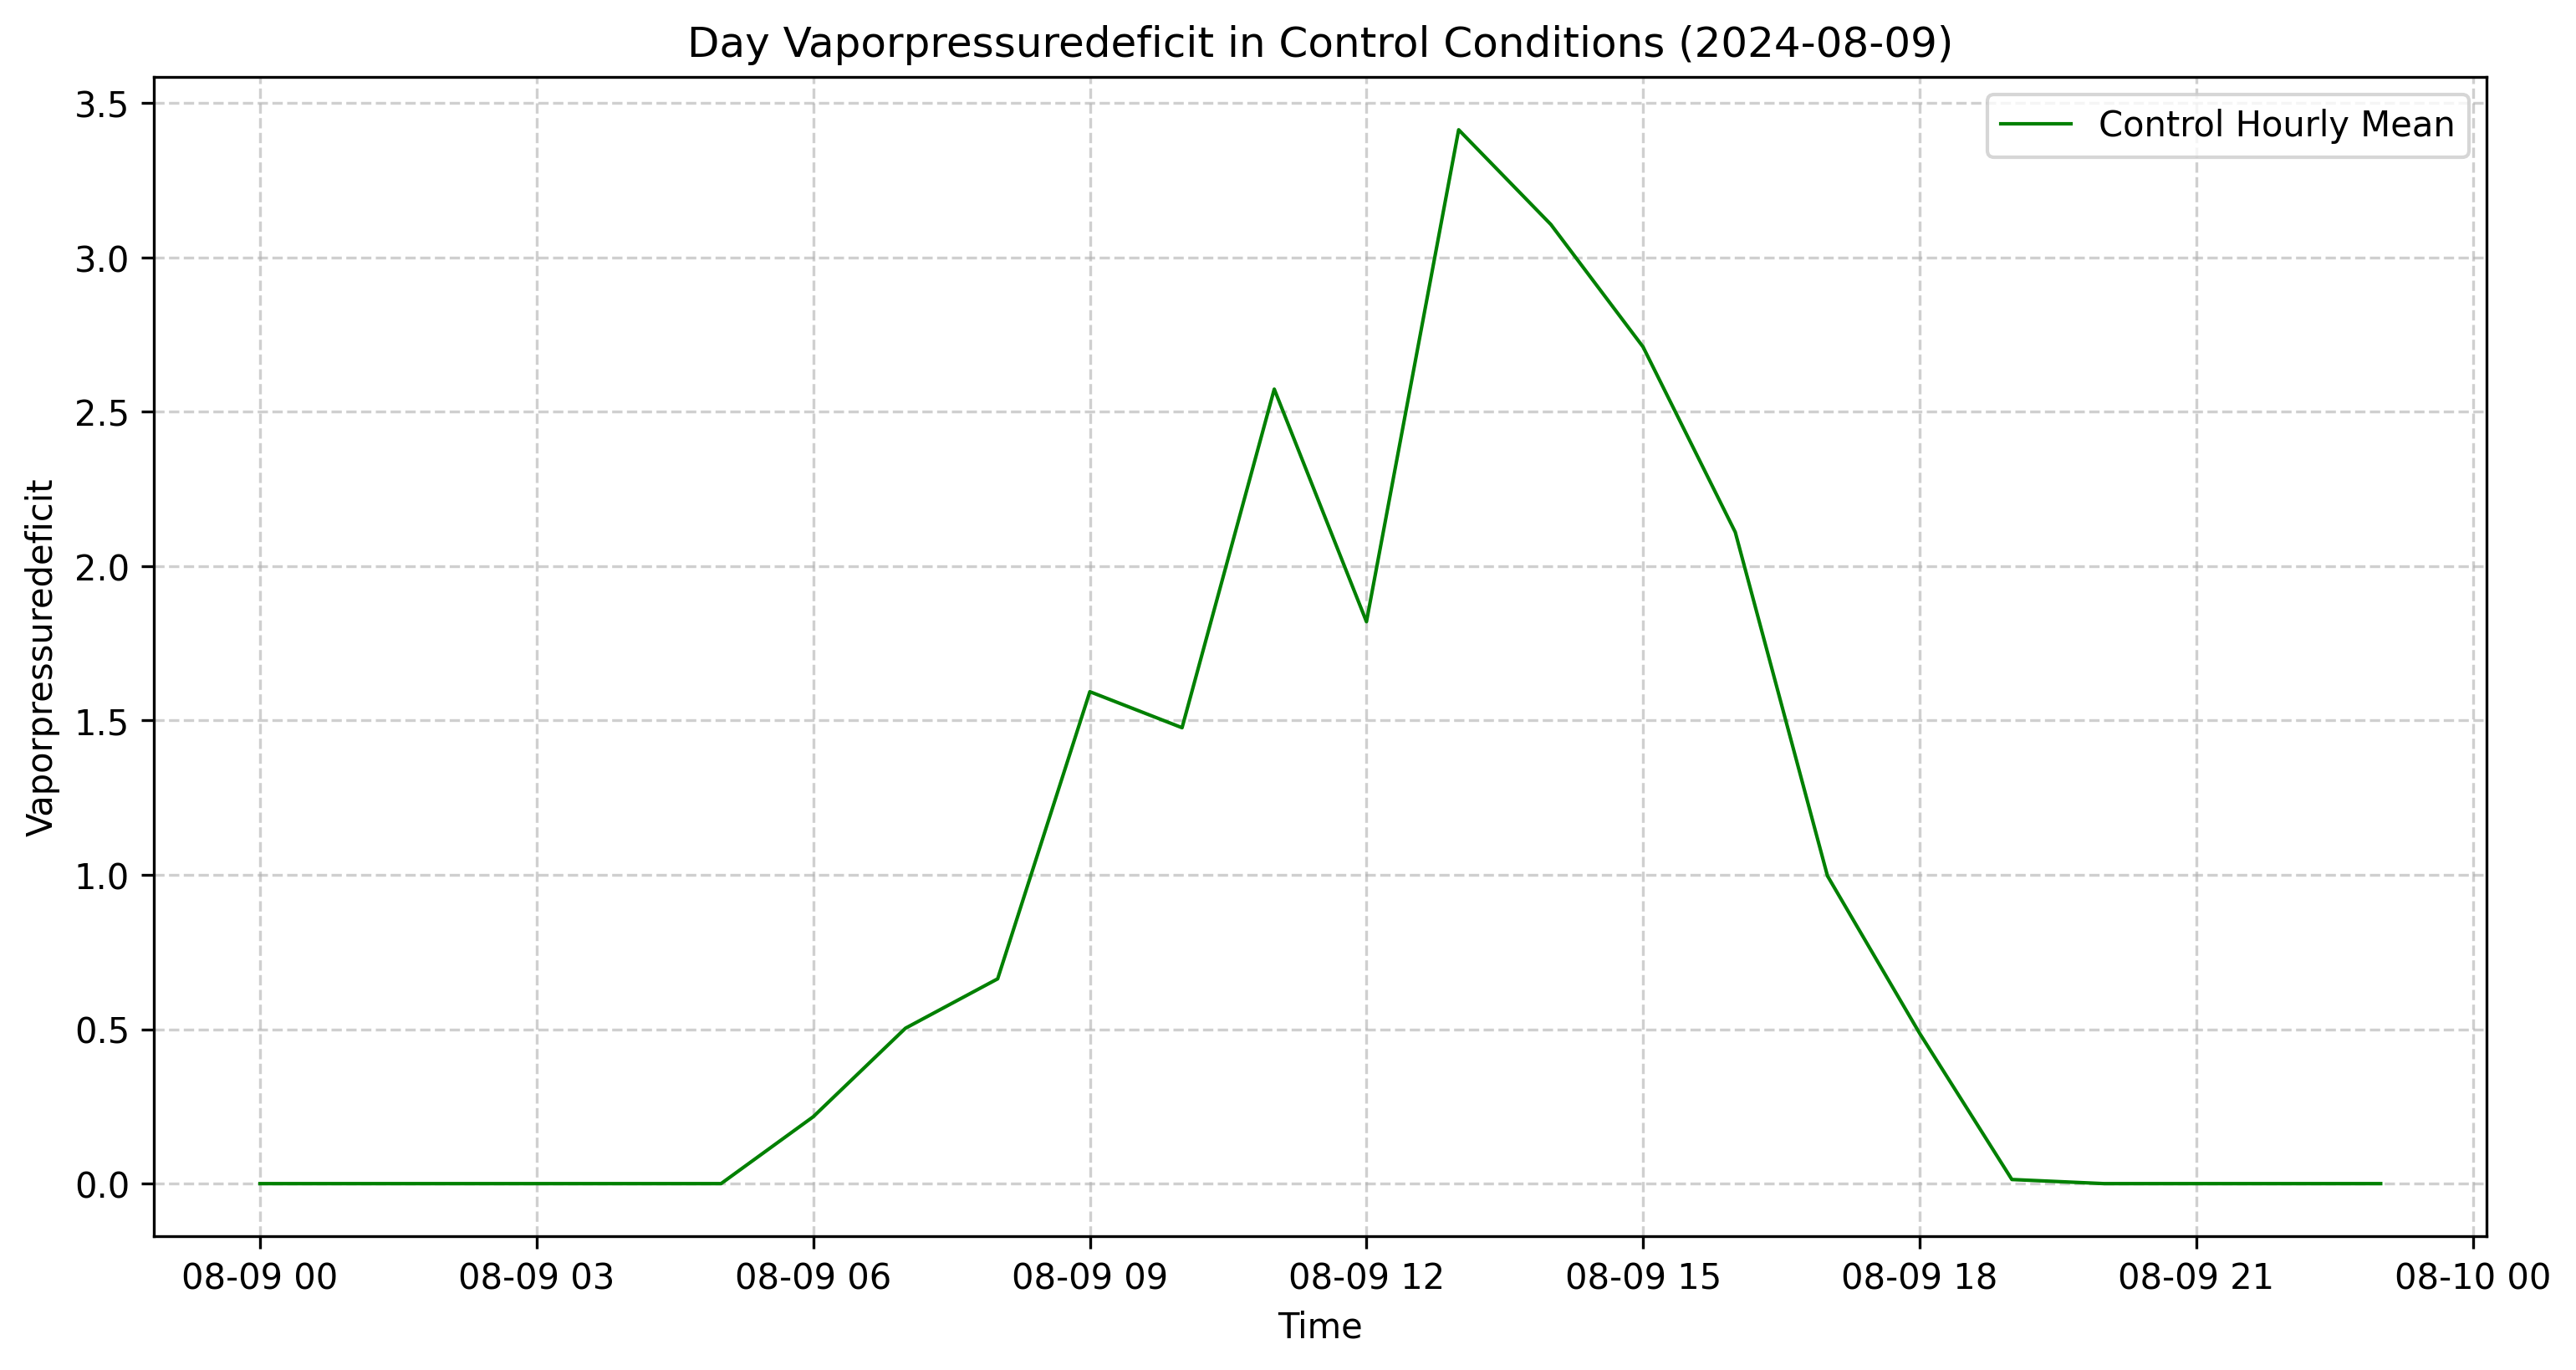 Day Vaporpressuredeficit in Control Conditions (2024-08-09)
Control Hourly Mean
3.5
3.0
2.5
2.0
1.5
1.0
0.5
0.0
Vaporpressuredeficit
08-09 00 08-09 03 08-09 06 08-09 09 08-09 12 08-09 15 08-09 18 08-09 21 08-10 00
Time